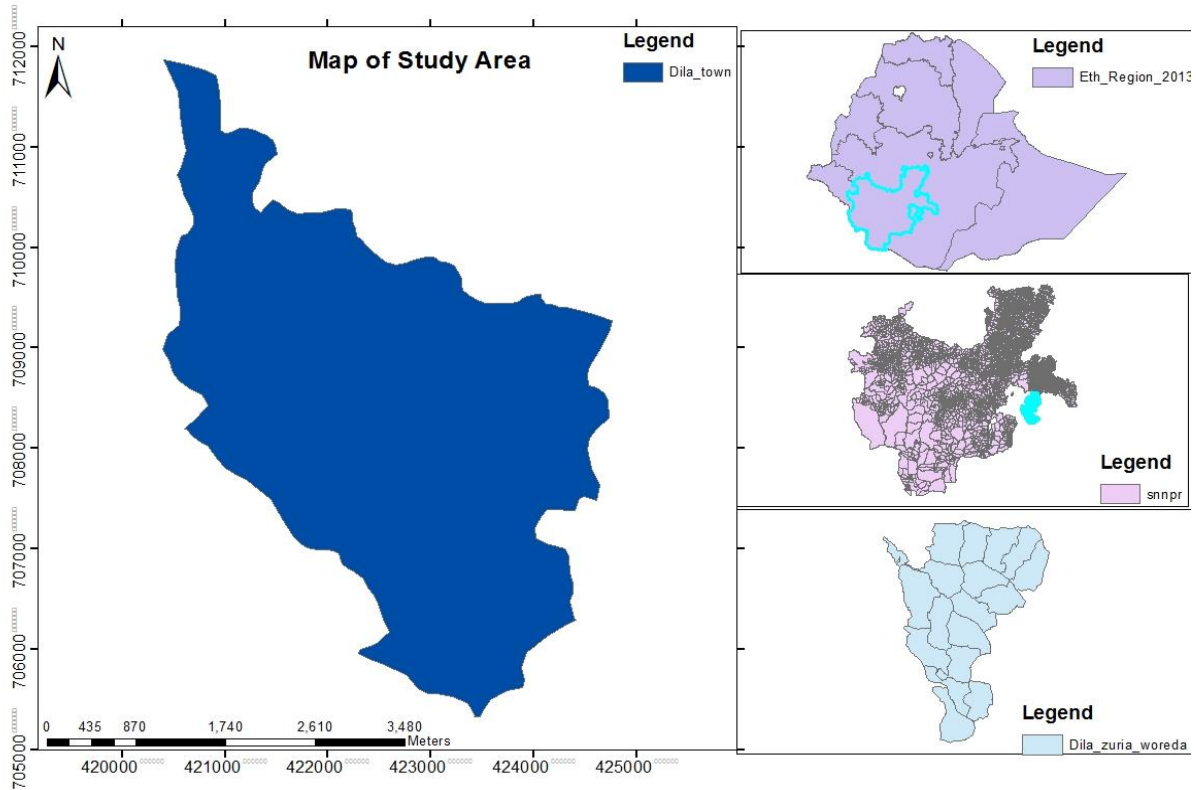 Map of Study Area
N
Legend
Dila_town
712000
711000
710000
709000
708000
707000
706000
705000
0 435 870 1,740 2,610 3,480
Meters
420000 421000 422000 423000 424000 425000
Legend
Eth_Region_2013
Legend
snnpr
Legend
Dila_zuria_woreda